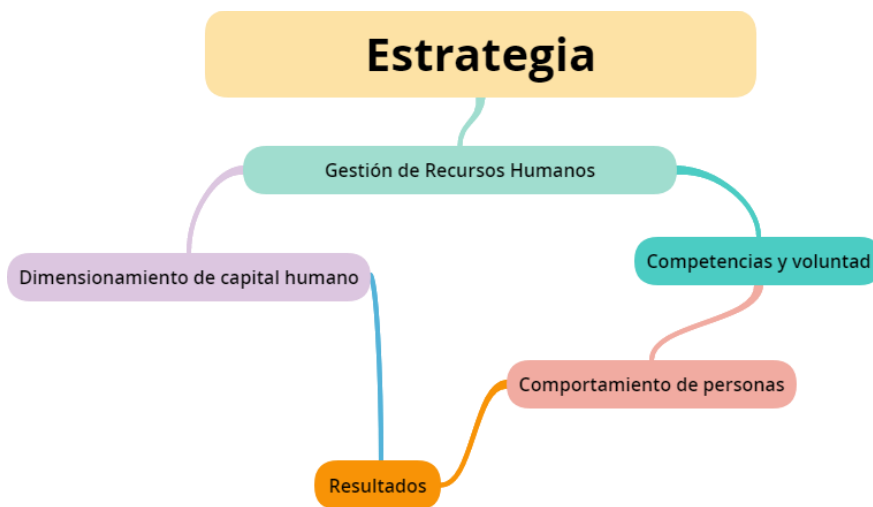 Estrategia
Gestión de Recursos Humanos
Dimensionamiento de capital humano
Competencias y voluntad
Comportamiento de personas
Resultados